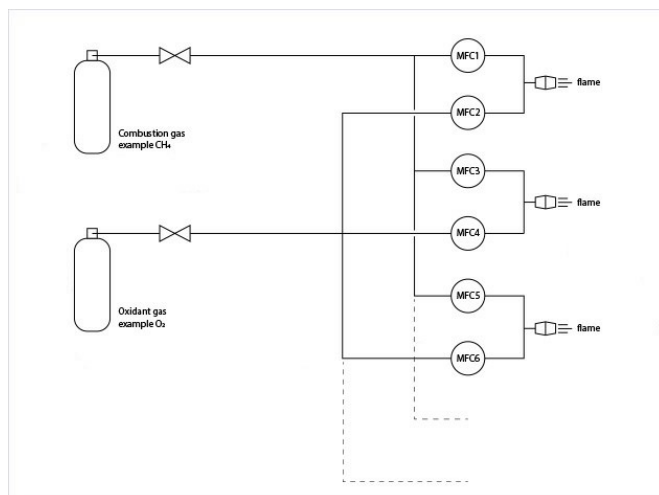 MFC1
flame
MFC2
Combustion gas
example CH₄
MFC3
flame
MFC4
Oxidant gas
example O₂
MFC5
flame
MFC6